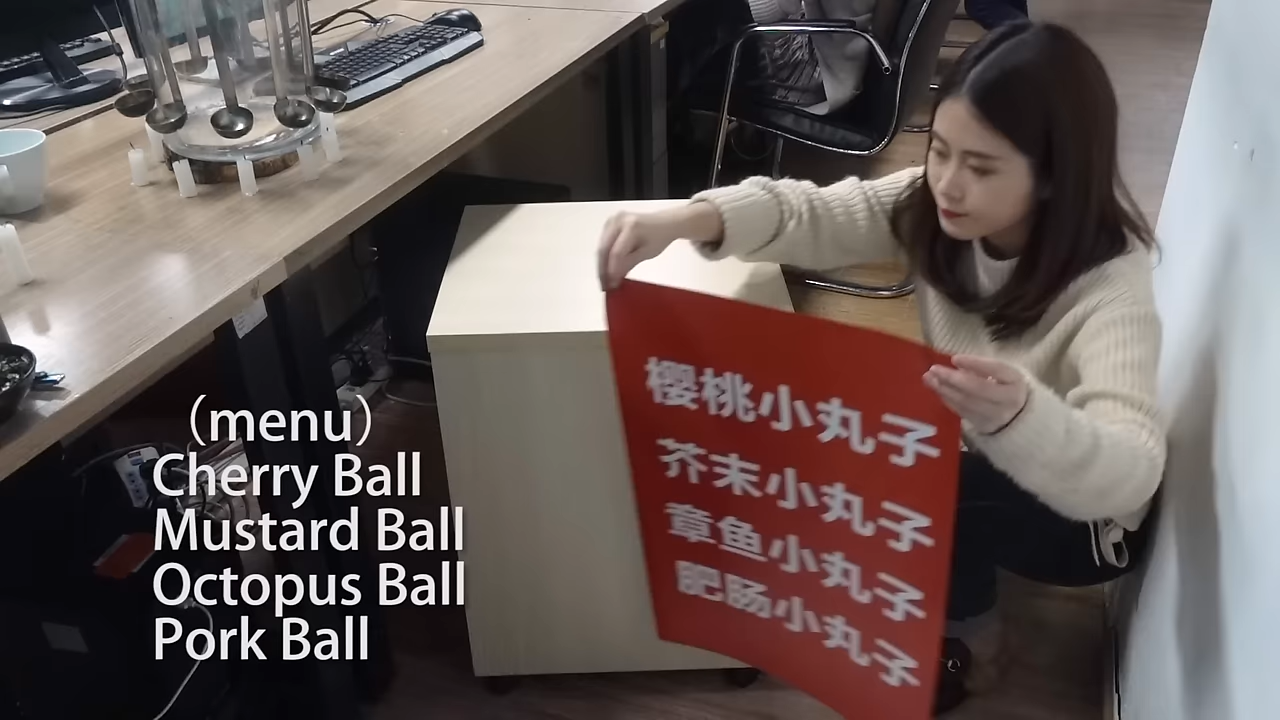 樱桃小丸子
芥末小丸子
章鱼小丸子
肥肠小丸子
（menu）
Cherry Ball
Mustard Ball
Octopus Ball
Pork Ball